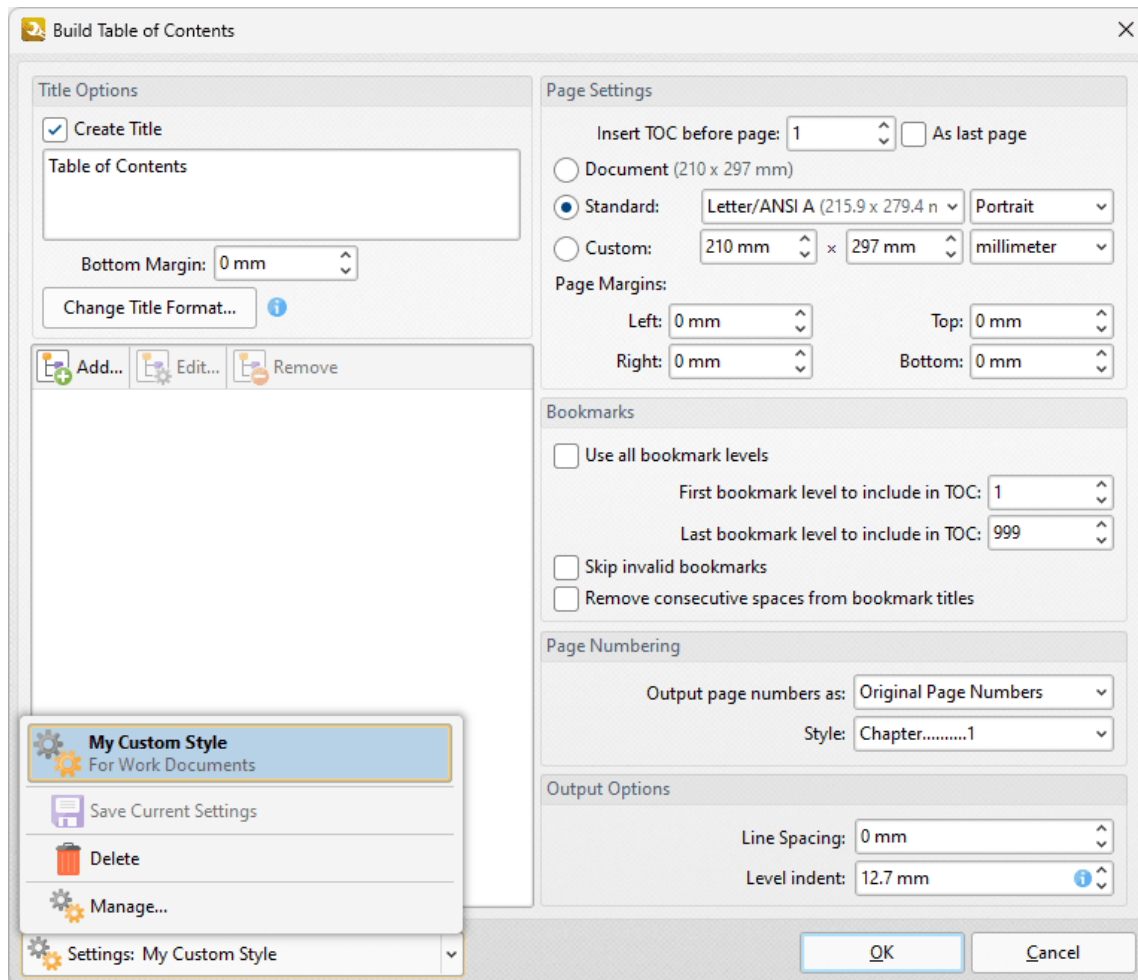 Build Table of Contents
Title Options
Create Title
Table of Contents
Bottom Margin: 0 mm
Change Title Format...
Add... Edit... Remove
Page Settings
Insert TOC before page: 1 As last page
Document (210 x 297 mm)
Standard: Letter/ANSI A (215.9 x 279.4 n Portrait
Custom: 210 mm × 297 mm millimeter
Page Margins:
Left: 0 mm Top: 0 mm
Right: 0 mm Bottom: 0 mm
Bookmarks
Use all bookmark levels
First bookmark level to include in TOC: 1
Last bookmark level to include in TOC: 999
Skip invalid bookmarks
Remove consecutive spaces from bookmark titles
Page Numbering
Output page numbers as: Original Page Numbers
Style: Chapter..........1
Output Options
Line Spacing: 0 mm
Level indent: 12.7 mm
My Custom Style
For Work Documents
Save Current Settings
Delete
Manage...
Settings: My Custom Style
OK Cancel